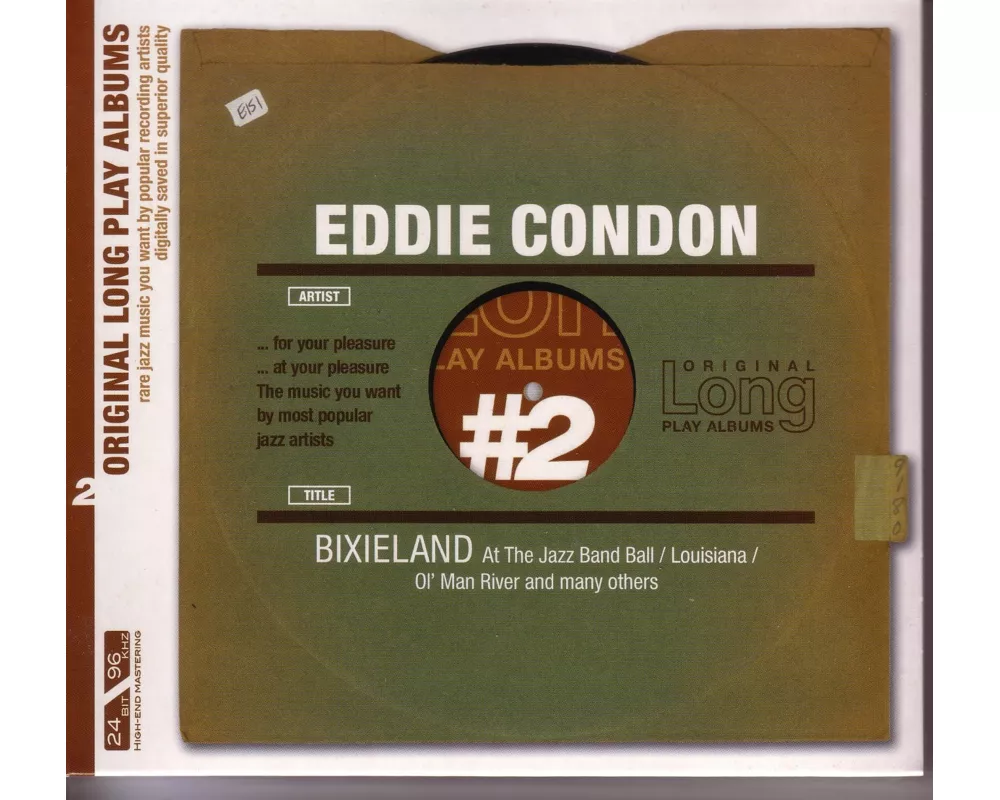 ORIGINAL LONG PLAY ALBUMS
rare jazz music you want by popular recording artists
digitally saved in superior quality
2
24 BIT / 96 KHZ
HIGH-END MASTERING
E151
EDDIE CONDON
ARTIST
... for your pleasure
... at your pleasure
The music you want
by most popular
jazz artists
LON
PLAY ALBUMS
#2
ORIGINAL
Long
PLAY ALBUMS
9180
TITLE
BIXIELAND At The Jazz Band Ball / Louisiana /
Ol' Man River and many others